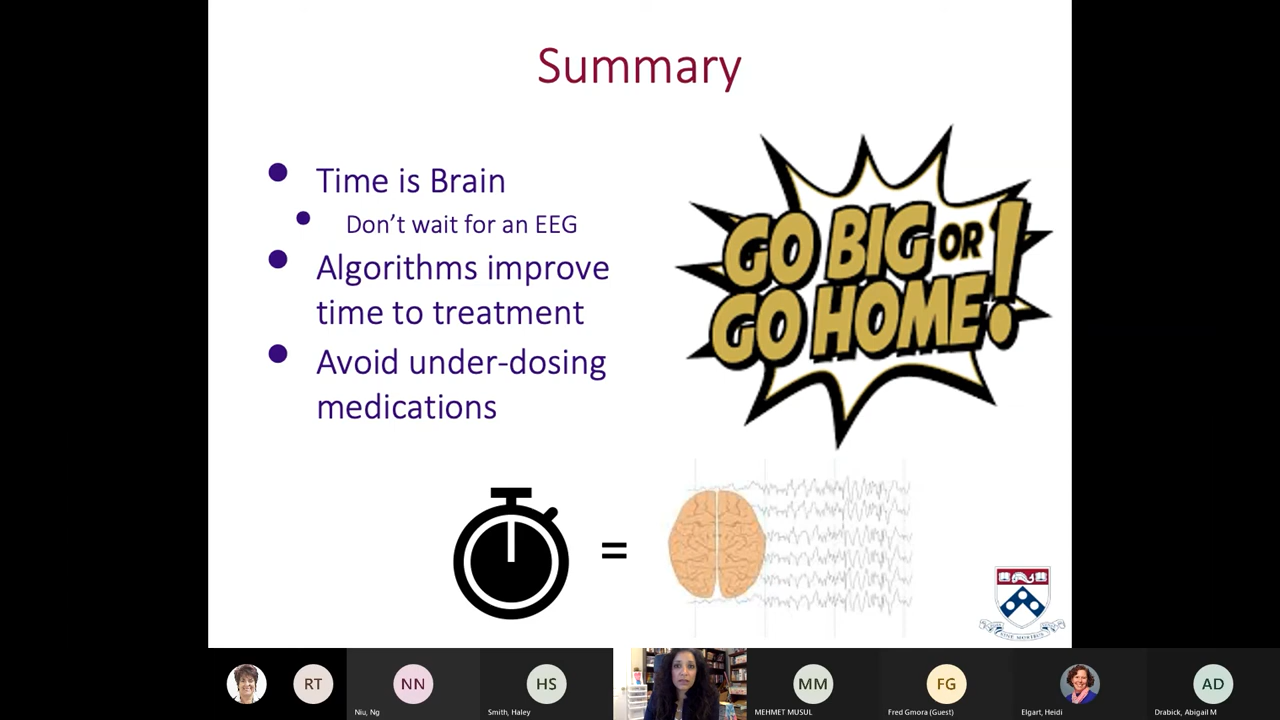 Summary
Time is Brain
Don't wait for an EEG
Algorithms improve
time to treatment
Avoid under-dosing
medications
GO BIG OR
GO HOME!
=
RT
NN
HS
MM
FG
AD
Niu, Ng
Smith, Haley
MEHMET MUSUL
Fred Gmora (Guest)
Elgart, Heidi
Drabick, Abigail M